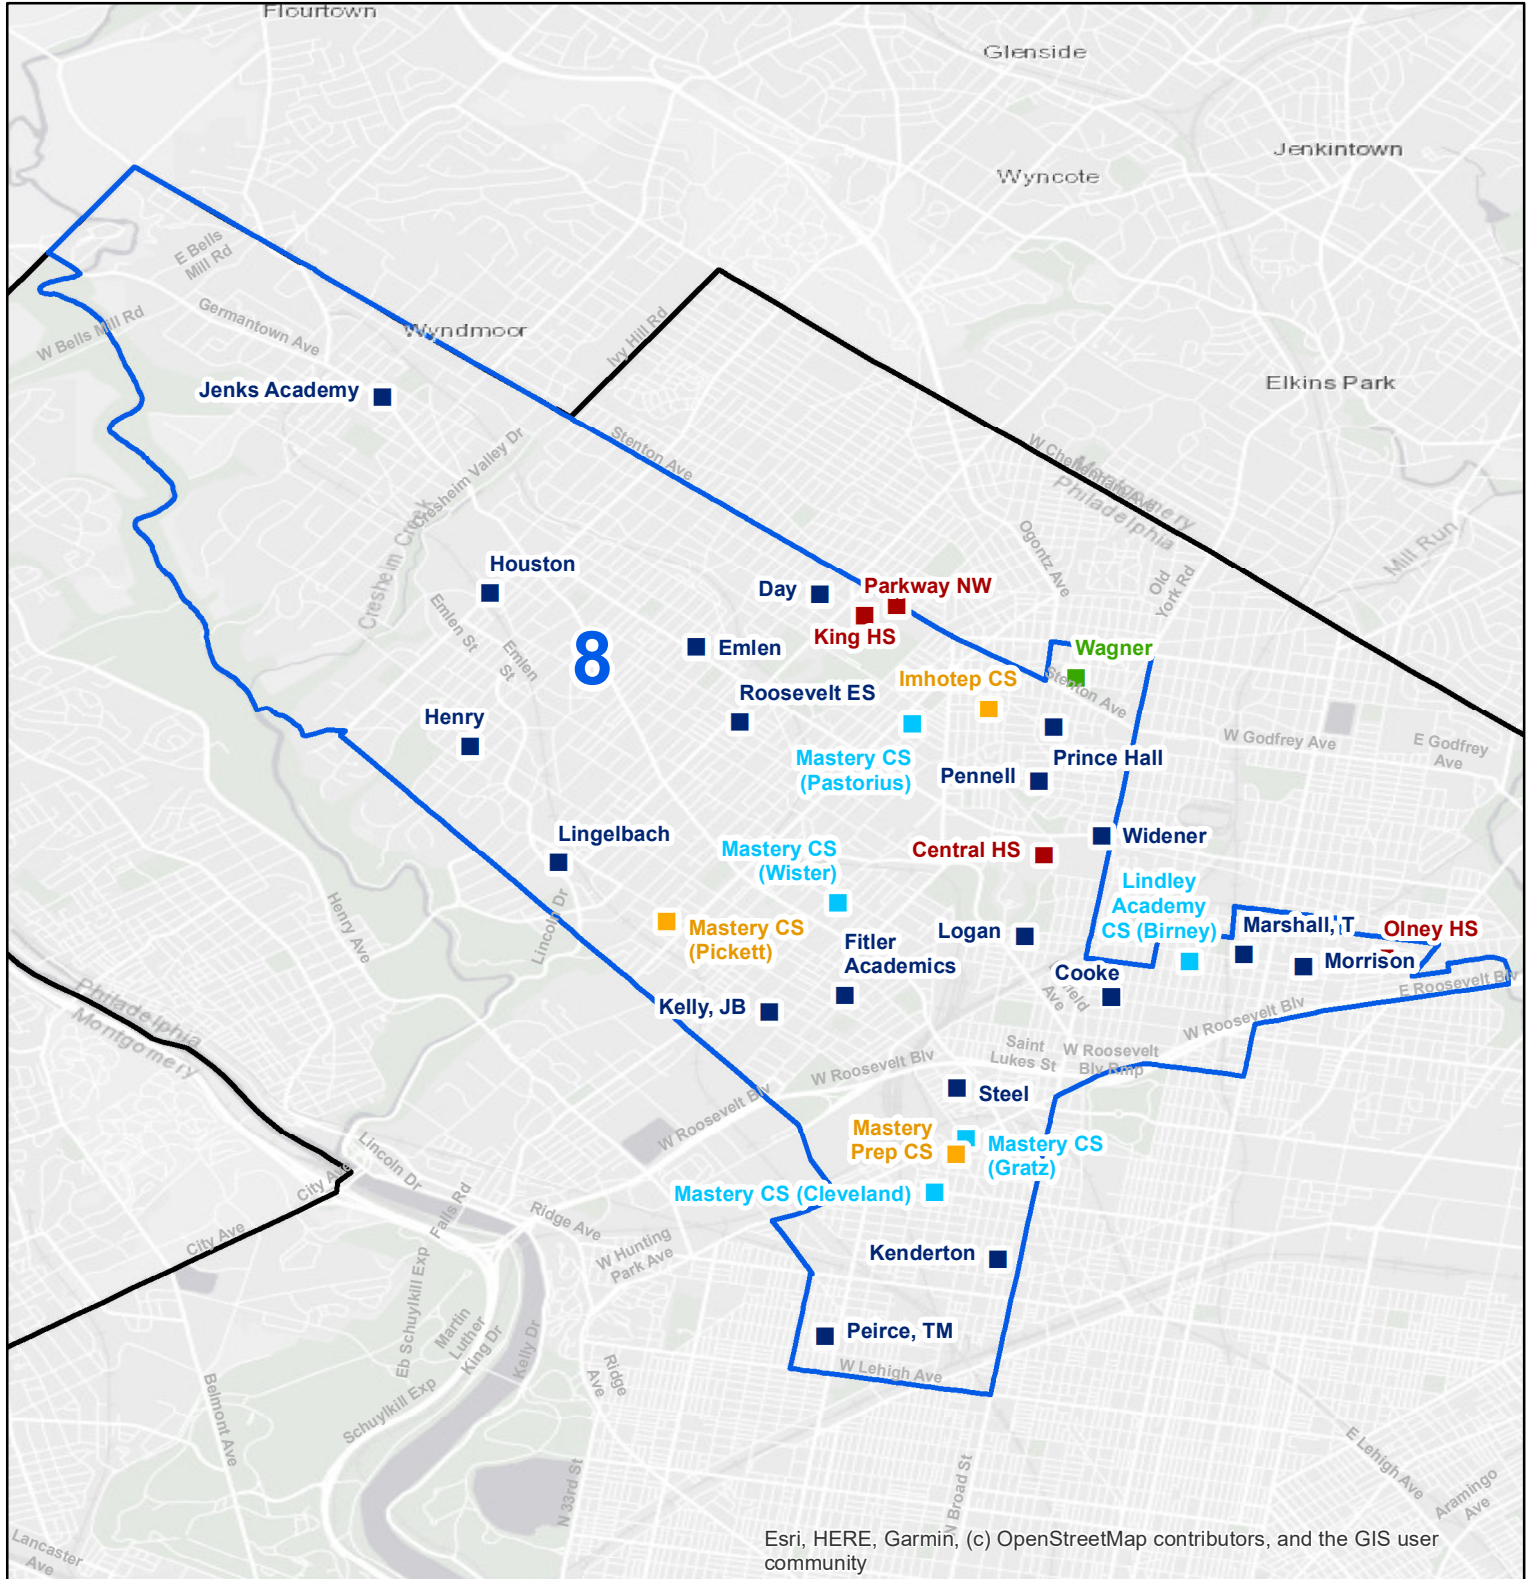 Flourtown
Glenside
Jenkintown
Wyncote
E Bells
Mill Rd
Germantown Ave
W Bells Mill Rd
Wyndmoor
Ivy Hill Rd
Elkins Park
Jenks Academy
Stenton Ave
Cresheim Valley Dr
W Cheltenham Ave
Montgomery
Philadelphia
Mill Run
Cresheim Creek
Ogontz Ave
Old
York Rd
Houston
Day
Parkway NW
King HS
Emlen St
Emlen
St
8
Emlen
Wagner
Imhotep CS
Stenton Ave
Roosevelt ES
Henry
Mastery CS
(Pastorius)
Prince Hall
Pennell
W Godfrey Ave
E Godfrey
Ave
Lingelbach
Widener
Mastery CS
(Wister)
Central HS
Lindley
Academy
CS (Birney)
Henry Ave
Lincoln Dr
Mastery CS
(Pickett)
Fitler
Academics
Logan
Marshall, T
Olney HS
Morrison
Cooke
field
Ave
E Roosevelt Blv
Kelly, JB
Philadelphia
Montgomery
W Roosevelt Blv
Saint
Lukes St
W Roosevelt
Blv Rmp
W Roosevelt Blv
W Roosevelt Blv
Steel
Mastery
Prep CS
Mastery CS
(Gratz)
Mastery CS (Cleveland)
City Ave
Lincoln Dr
Falls Rd
Ridge Ave
W Hunting
Park Ave
City Ave
Kenderton
Eb Schuylkill Exp
Martin
Luther
King Dr
Kelly Dr
Peirce, TM
W Lehigh Ave
Ridge
Ave
Belmont Ave
Schuylkill Exp
N 33rd St
N Broad St
E Lehigh Ave
Aramingo
Ave
Lancaster
Ave
Esri, HERE, Garmin, (c) OpenStreetMap contributors, and the GIS user
community